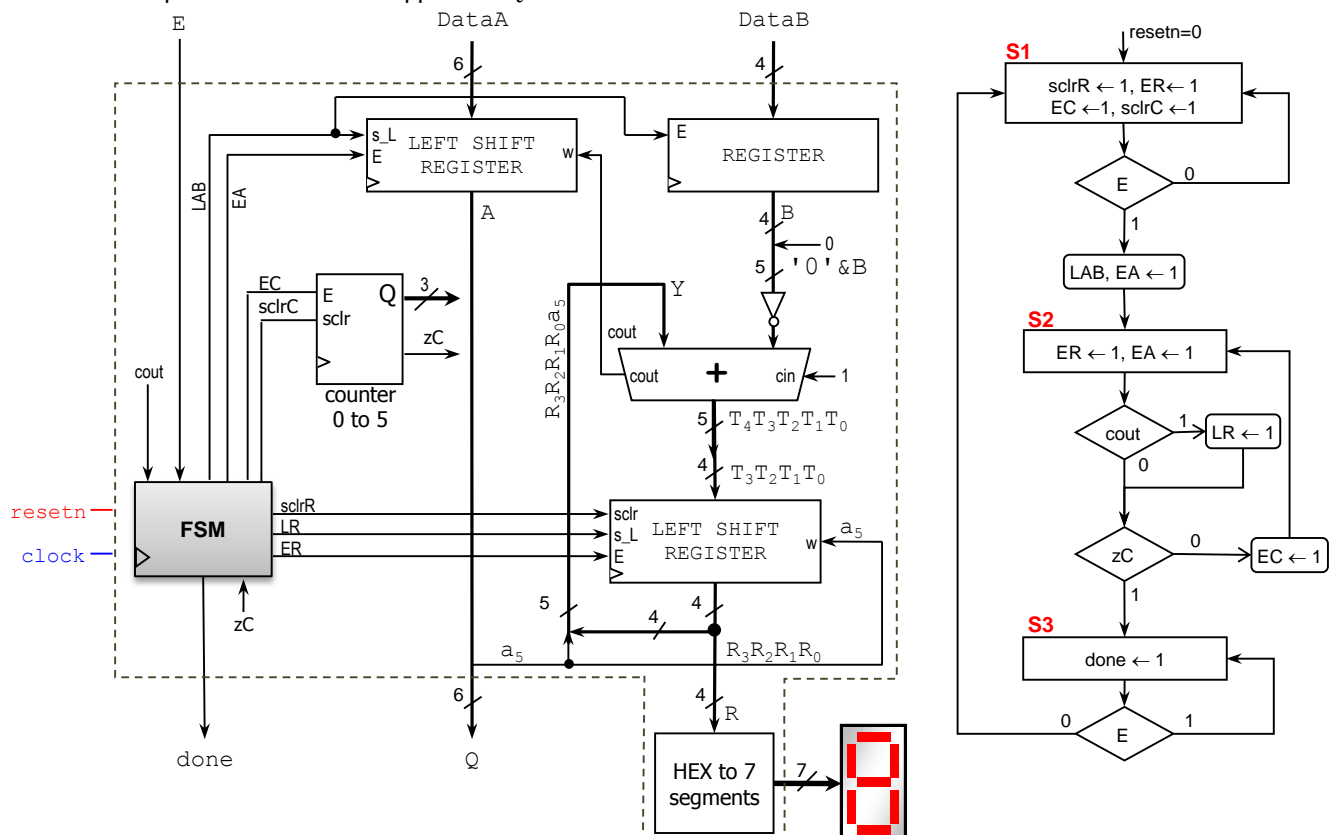 E
DataA
DataB
6
4
s_L
E
LEFT SHIFT
REGISTER
w
E
REGISTER
LAB
EA
A
4
B
0
5
'0'&B
EC
sclrC
E
sclr
Q
3
zC
counter
0 to 5
R3R2R1R0a5
Y
cout
cout
+
cin
1
cout
5
T4T3T2T1T0
4
T3T2T1T0
resetn
clock
FSM
sclrR
LR
ER
sclr
s_L
E
LEFT SHIFT
REGISTER
w
a5
zC
5
4
4
a5
R3R2R1R0
6
4
R
done
Q
HEX to 7
segments
7
resetn=0
S1
sclrR ← 1, ER← 1
EC ←1, sclrC ←1
E
0
1
LAB, EA ← 1
S2
ER ← 1, EA ← 1
cout
1
LR ← 1
0
zC
0
EC ← 1
1
S3
done ← 1
0
E
1